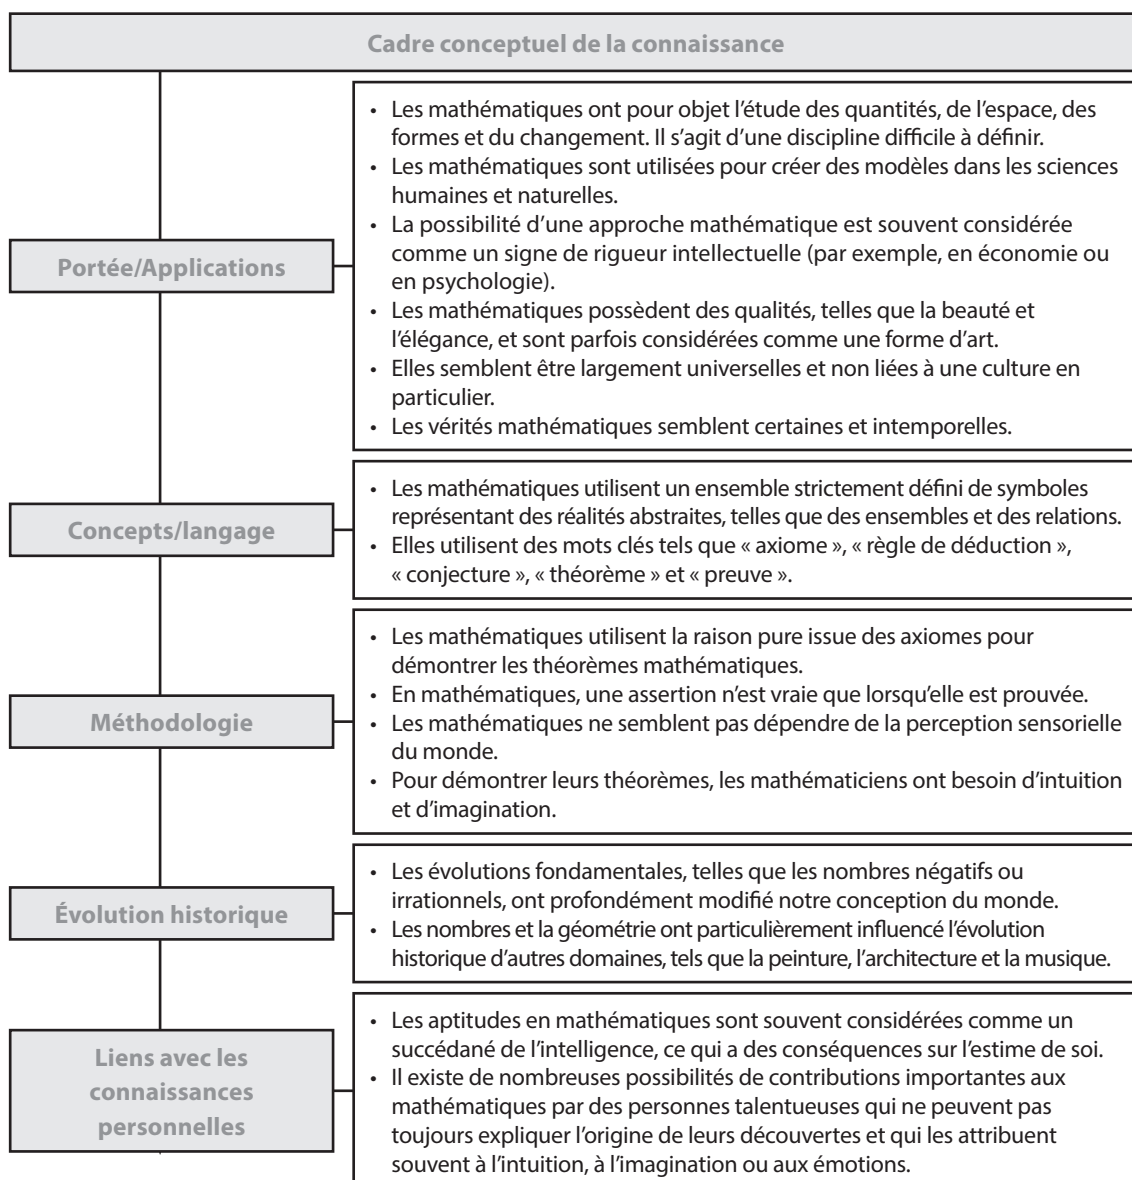 Cadre conceptuel de la connaissance
Portée/Applications
• Les mathématiques ont pour objet l’étude des quantités, de l’espace, des
formes et du changement. Il s’agit d’une discipline difficile à définir.
• Les mathématiques sont utilisées pour créer des modèles dans les sciences
humaines et naturelles.
• La possibilité d’une approche mathématique est souvent considérée
comme un signe de rigueur intellectuelle (par exemple, en économie ou
en psychologie).
• Les mathématiques possèdent des qualités, telles que la beauté et
l’élégance, et sont parfois considérées comme une forme d’art.
• Elles semblent être largement universelles et non liées à une culture en
particulier.
• Les vérités mathématiques semblent certaines et intemporelles.
Concepts/langage
• Les mathématiques utilisent un ensemble strictement défini de symboles
représentant des réalités abstraites, telles que des ensembles et des relations.
• Elles utilisent des mots clés tels que « axiome », « règle de déduction »,
« conjecture », « théorème » et « preuve ».
Méthodologie
• Les mathématiques utilisent la raison pure issue des axiomes pour
démontrer les théorèmes mathématiques.
• En mathématiques, une assertion n’est vraie que lorsqu’elle est prouvée.
• Les mathématiques ne semblent pas dépendre de la perception sensorielle
du monde.
• Pour démontrer leurs théorèmes, les mathématiciens ont besoin d’intuition
et d’imagination.
Évolution historique
• Les évolutions fondamentales, telles que les nombres négatifs ou
irrationnels, ont profondément modifié notre conception du monde.
• Les nombres et la géométrie ont particulièrement influencé l’évolution
historique d’autres domaines, tels que la peinture, l’architecture et la musique.
Liens avec les
connaissances
personnelles
• Les aptitudes en mathématiques sont souvent considérées comme un
succédané de l’intelligence, ce qui a des conséquences sur l’estime de soi.
• Il existe de nombreuses possibilités de contributions importantes aux
mathématiques par des personnes talentueuses qui ne peuvent pas
toujours expliquer l’origine de leurs découvertes et qui les attribuent
souvent à l’intuition, à l’imagination ou aux émotions.